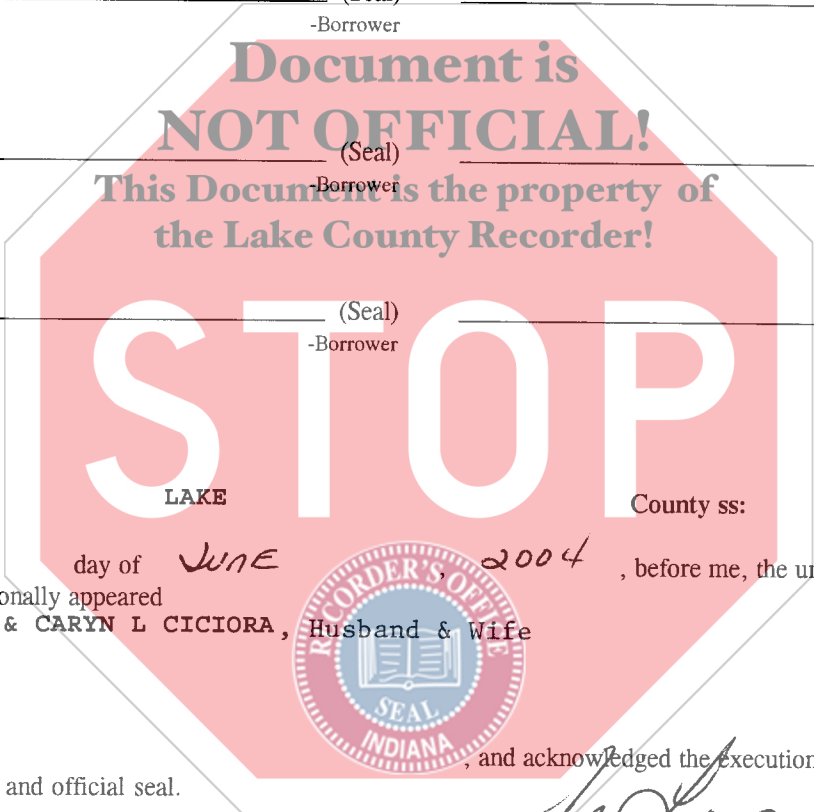 (Seal)
-Borrower
Document is
NOT OFFICIAL!
(Seal)
-Borrower
This Document is the property of
the Lake County Recorder!
(Seal)
-Borrower
STOP
LAKE County ss:
day of June, 2004, before me, the un
onally appeared
& CARYN L CICIORA, Husband & Wife
RECORDER'S OFFICE
SEAL
INDIANA
, and acknowledged the execution
and official seal.